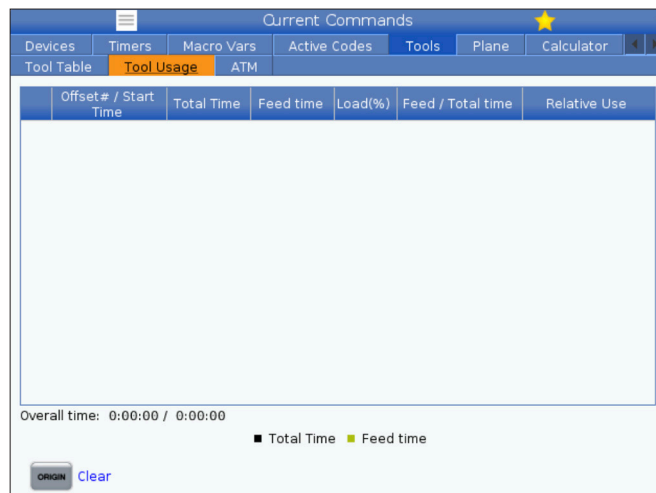 Current Commands
Devices Timers Macro Vars Active Codes Tools Plane Calculator
Tool Table Tool Usage ATM
Offset# / Start Time Total Time Feed time Load(%) Feed / Total time Relative Use
Overall time: 0:00:00 / 0:00:00
Total Time Feed time
ORIGIN Clear